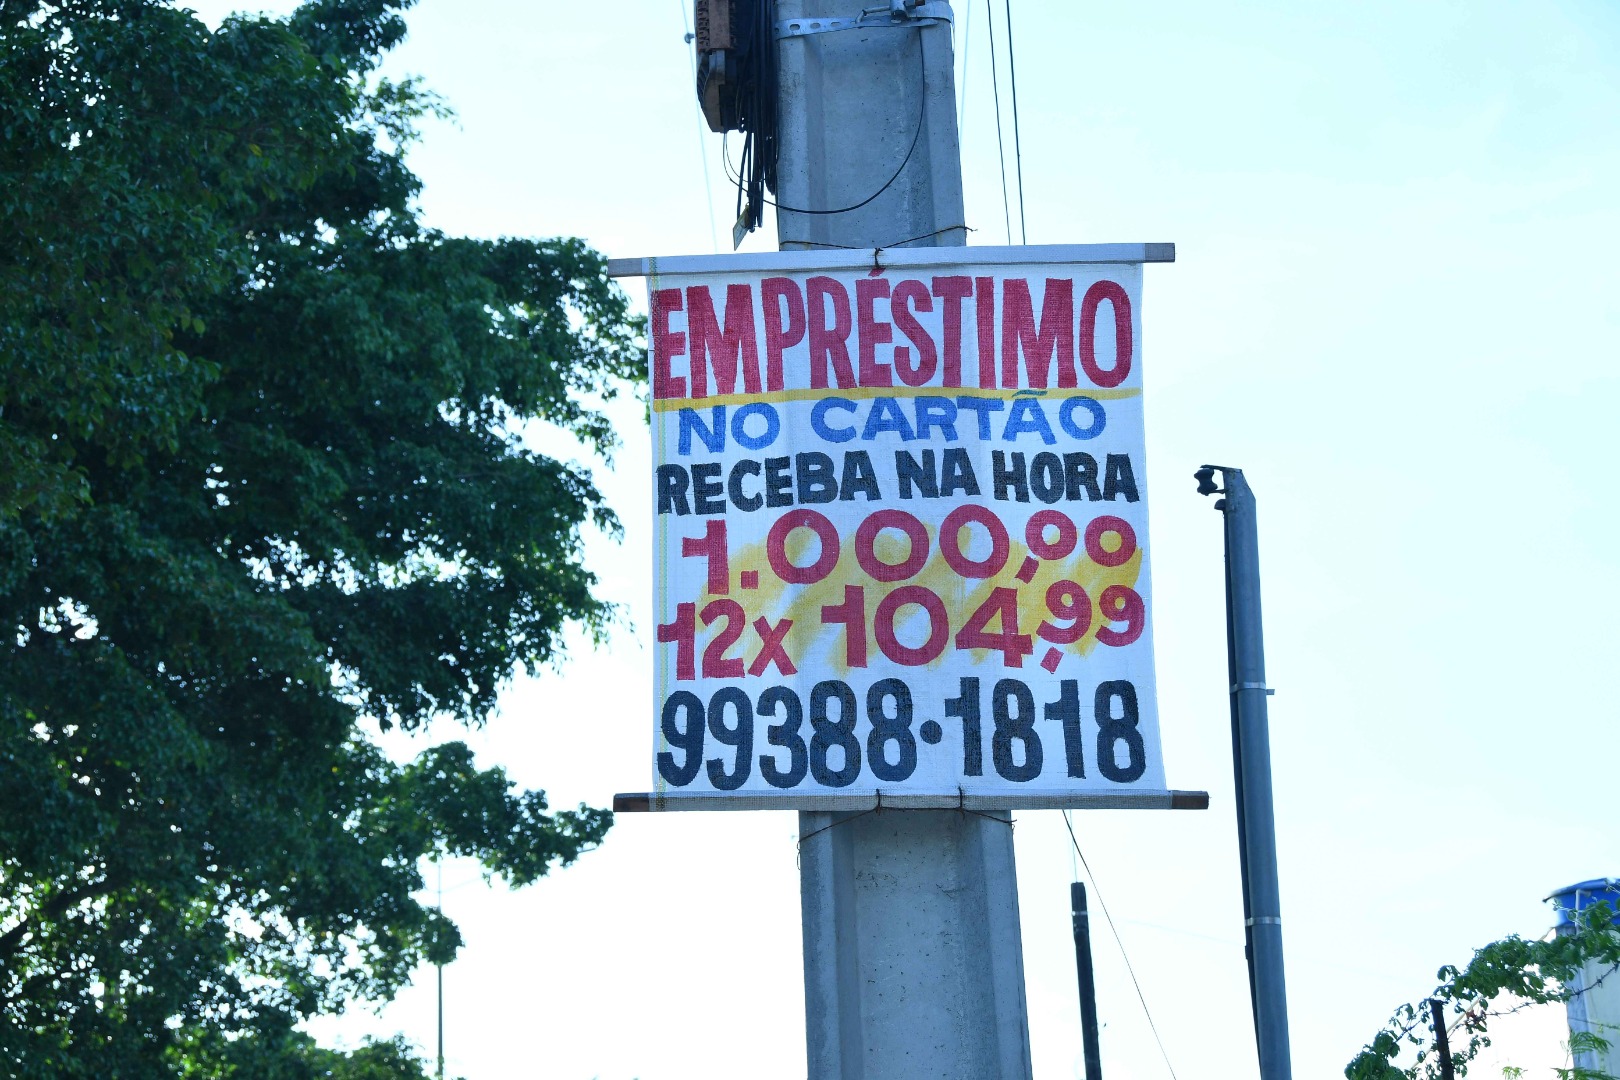 EMPRÉSTIMO
NO CARTÃO
RECEBA NA HORA
1.000,00
12x 104,99
99388-1818